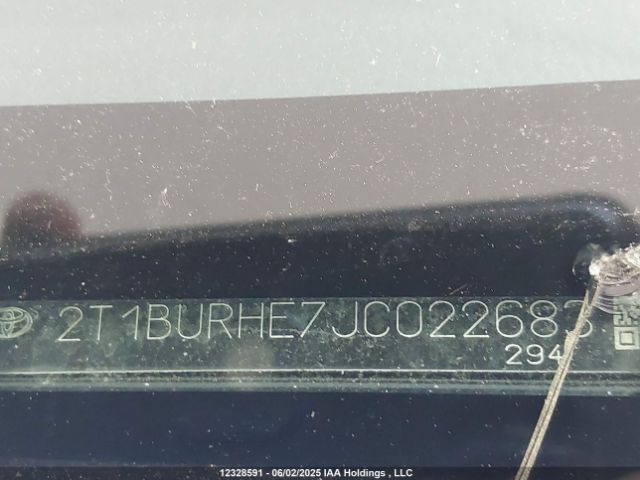 2T1BURHE7JC022683
294
12328591 - 06/02/2025 IAA Holdings , LLC